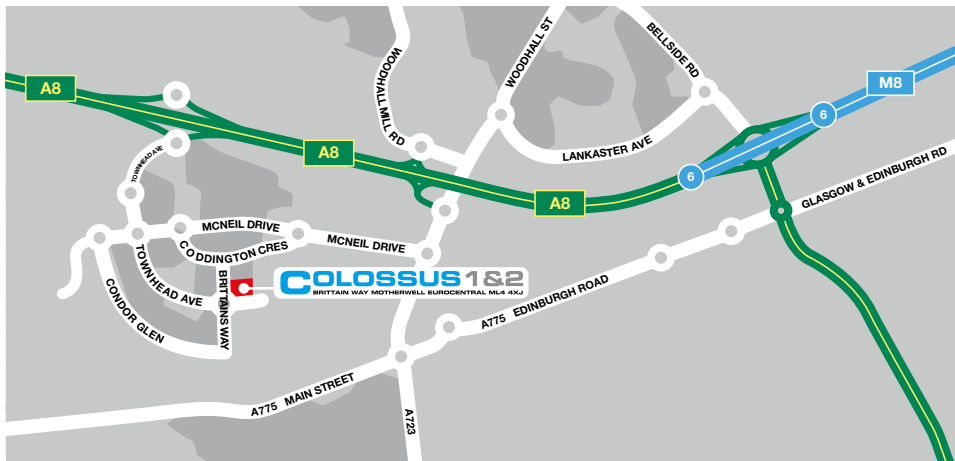 WOODHALL ST
BELLSIDE RD
WOODHALL MILL RD
M8
A8
6
A8
LANKASTER AVE
TOWNHEAD AVE
6
GLASGOW & EDINBURGH RD
A8
MCNEIL DRIVE
MCNEIL DRIVE
CODDINGTON CRES
TOWNHEAD AVE
BRITTAINS WAY
COLOSSUS 1&2
BRITTAIN WAY MOTHERWELL EUROCENTRAL ML4 4XJ
CONDOR GLEN
A775 EDINBURGH ROAD
A775 MAIN STREET
A723